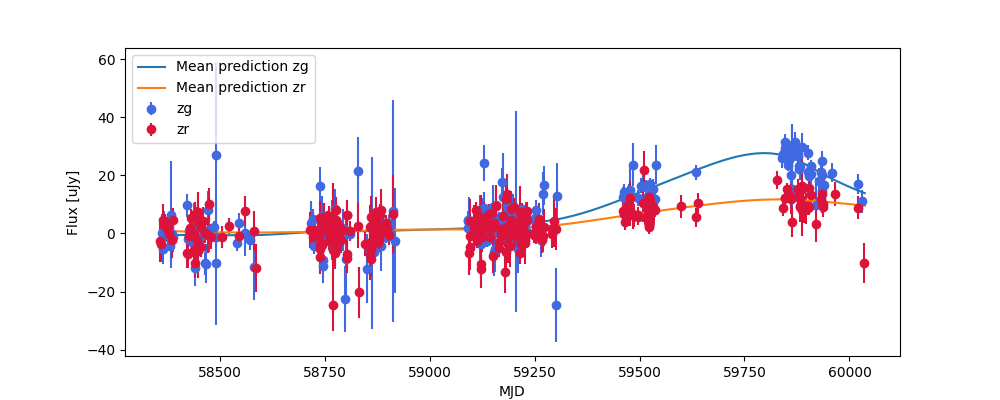 60
40
20
0
−20
−40
Flux [uJy]
Mean prediction zg
Mean prediction zr
zg
zr
58500 58750 59000 59250 59500 59750 60000
MJD